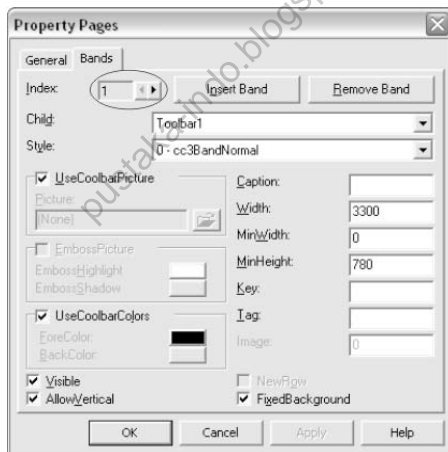 Property Pages
General Bands
Index: 1 Insert Band Remove Band
Child: Toolbar1
Style: 0 - cc3BandNormal
UseCoolbarPicture
Picture:
(None)
EmbossPicture
EmbossHighlight
EmbossShadow
UseCoolbarColors
ForeColor:
BackColor:
Visible
AllowVertical
Caption:
Width: 3300
MinWidth: 0
MinHeight: 780
Key:
Tag:
Image: 0
NewRow
FixedBackground
OK Cancel Apply Help
pustaka-indo.blogsp